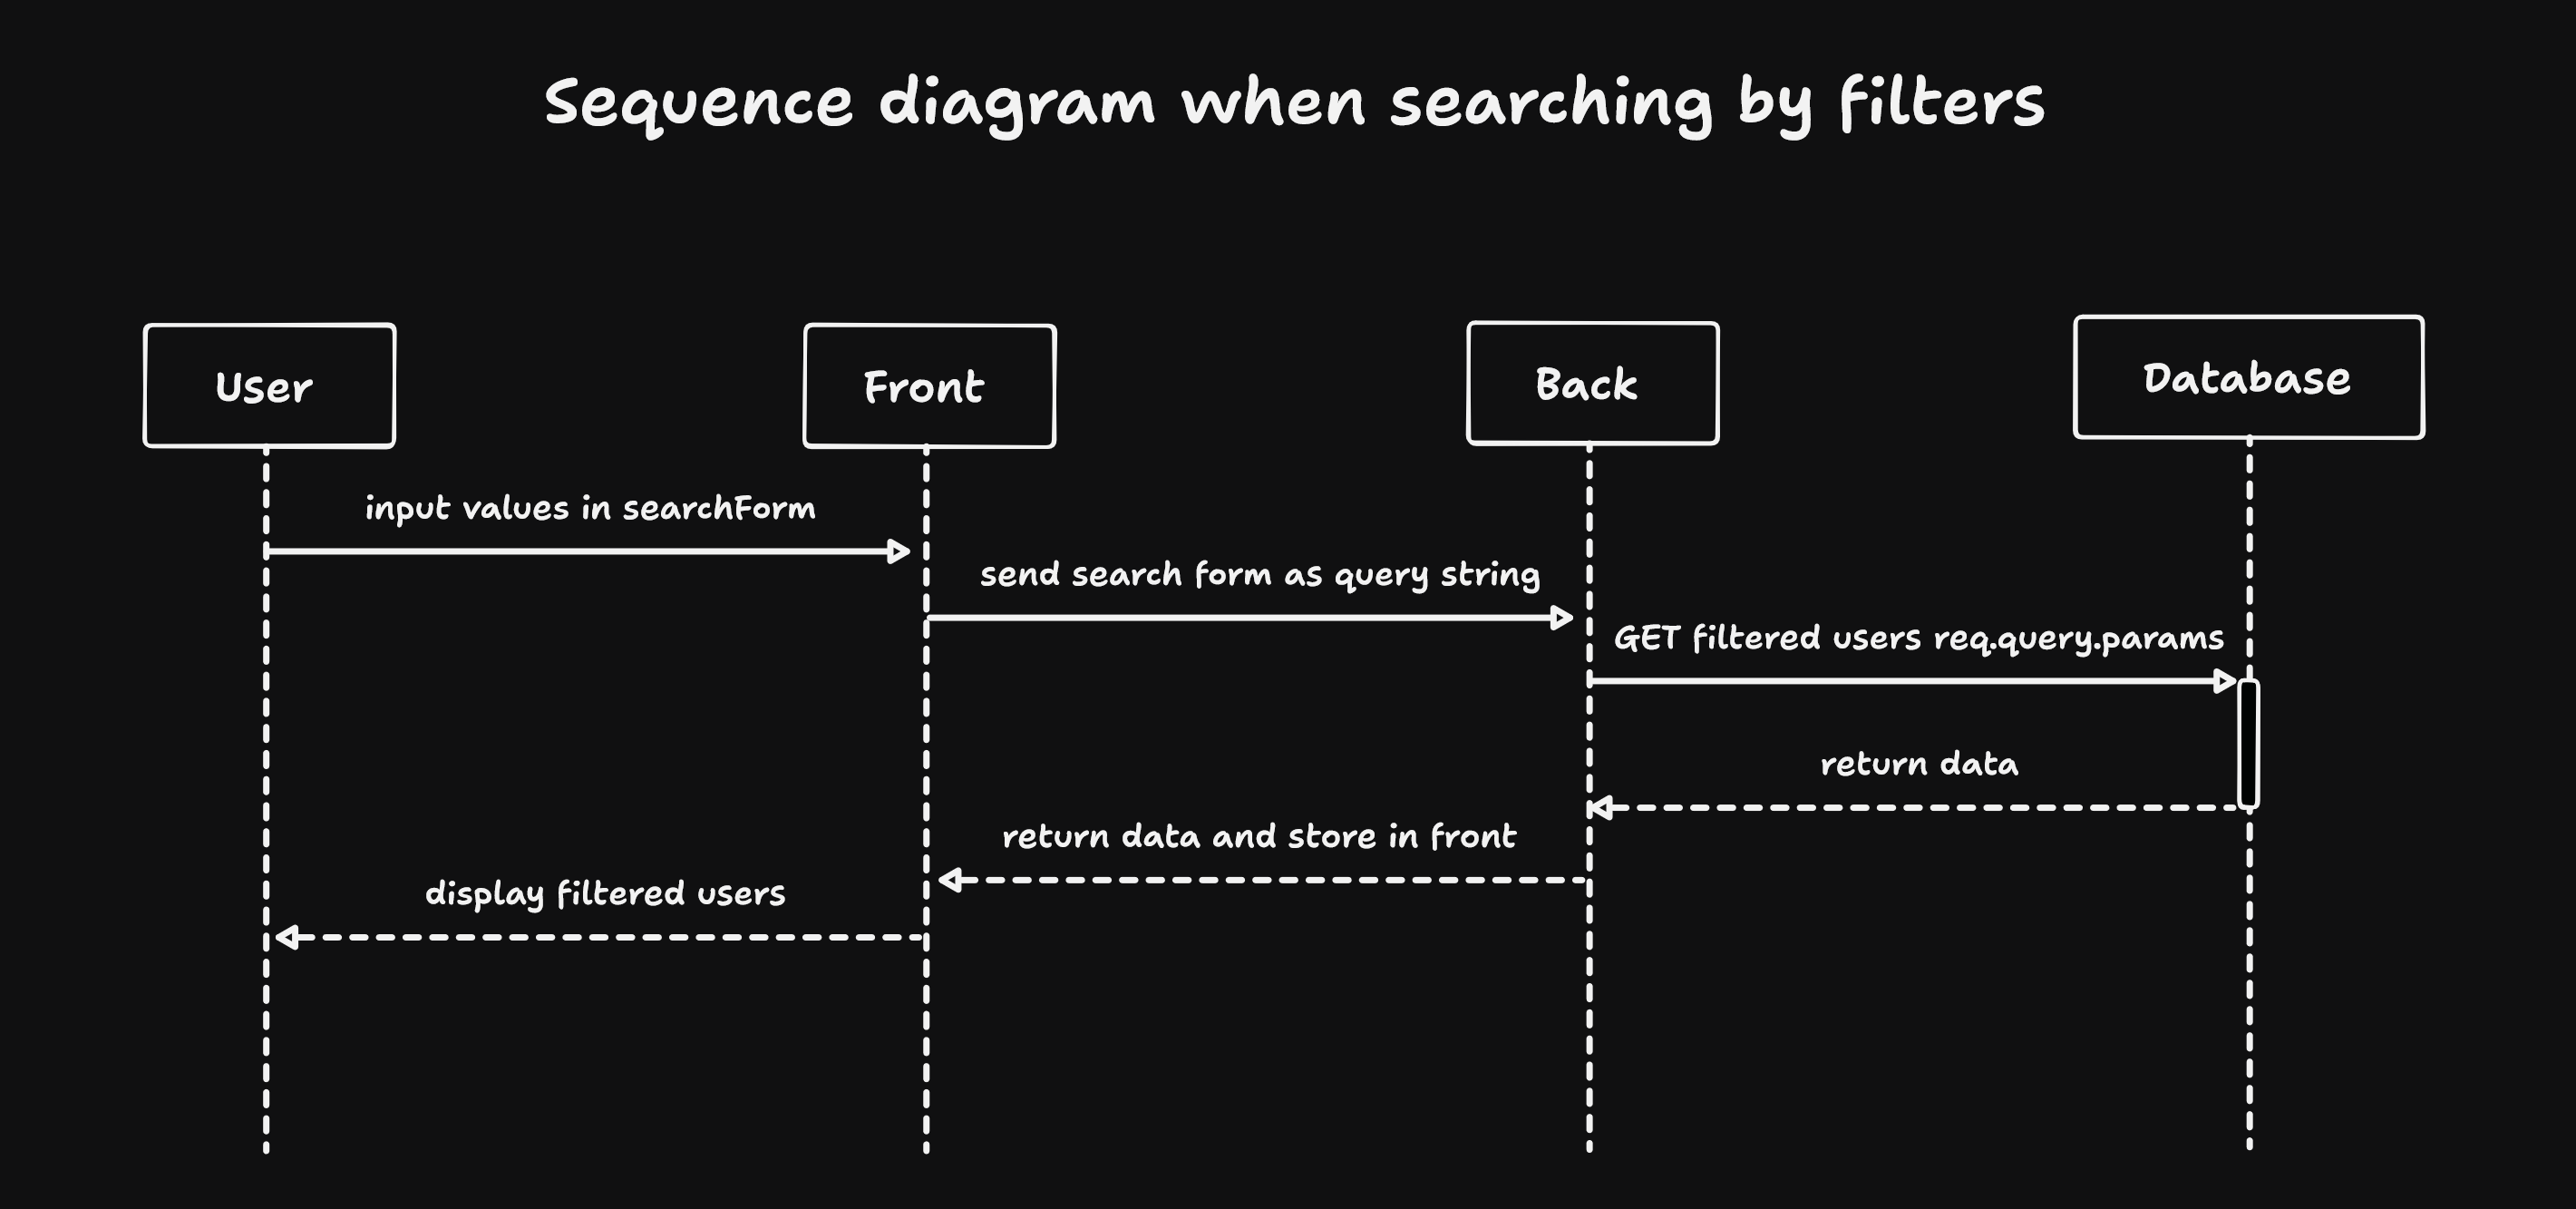 Sequence diagram when searching by filters
User
Front
Back
Database
input values in searchForm
send search form as query string
GET filtered users req.query.params
return data
return data and store in front
display filtered users